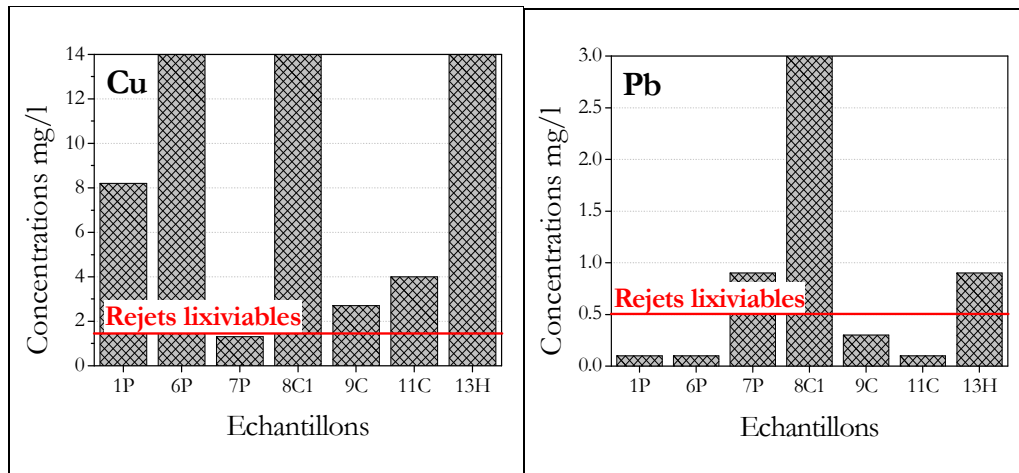 Cu
Concentrations mg/l
14
12
10
8
6
4
2
0
Rejets lixiviables
1P 6P 7P 8C1 9C 11C 13H
Echantillons
Pb
Concentrations mg/l
3.0
2.5
2.0
1.5
1.0
0.5
0.0
Rejets lixiviables
1P 6P 7P 8C1 9C 11C 13H
Echantillons